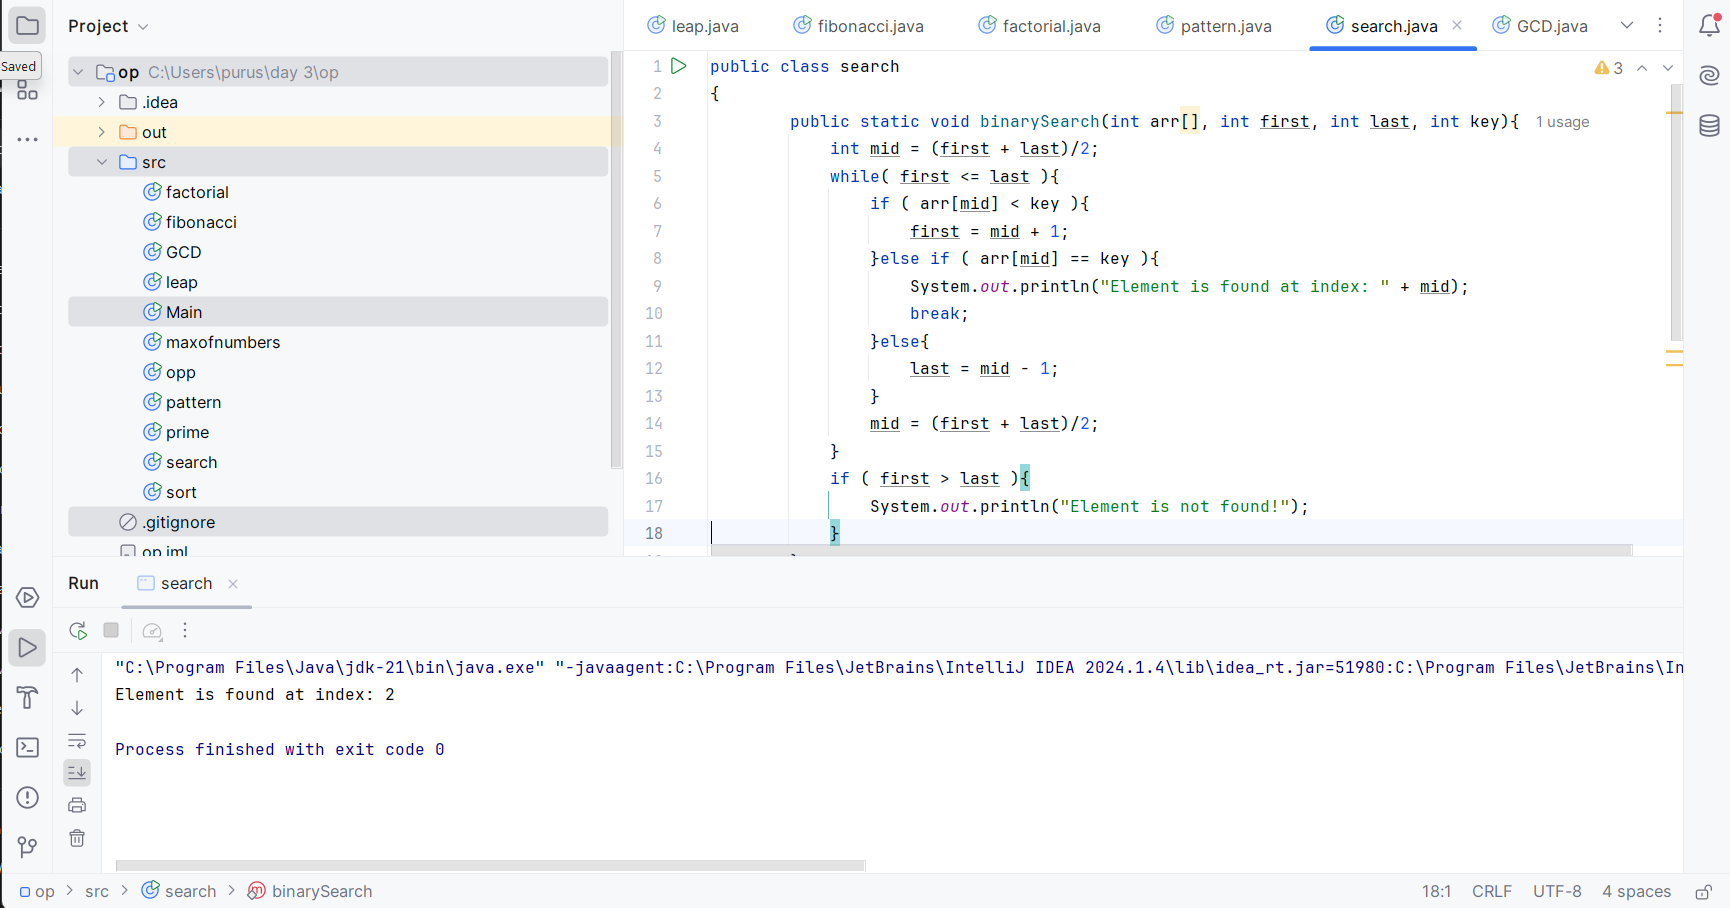 Project
leap.java
fibonacci.java
factorial.java
pattern.java
search.java
GCD.java
Saved
op C:\Users\purus\day 3\op
.idea
out
src
factorial
fibonacci
GCD
leap
Main
maxofnumbers
opp
pattern
prime
search
sort
.gitignore
op.iml
3
1 public class search
2 {
3 public static void binarySearch(int arr[], int first, int last, int key){ 1 usage
4 int mid = (first + last)/2;
5 while( first <= last ){
6 if ( arr[mid] < key ){
7 first = mid + 1;
8 }else if ( arr[mid] == key ){
9 System.out.println("Element is found at index: " + mid);
10 break;
11 }else{
12 last = mid - 1;
13 }
14 mid = (first + last)/2;
15 }
16 if ( first > last ){
17 System.out.println("Element is not found!");
18 }
Run
search
"C:\Program Files\Java\jdk-21\bin\java.exe" "-javaagent:C:\Program Files\JetBrains\IntelliJ IDEA 2024.1.4\lib\idea_rt.jar=51980:C:\Program Files\JetBrains\In
Element is found at index: 2
Process finished with exit code 0
op > src > search > binarySearch
18:1 CRLF UTF-8 4 spaces